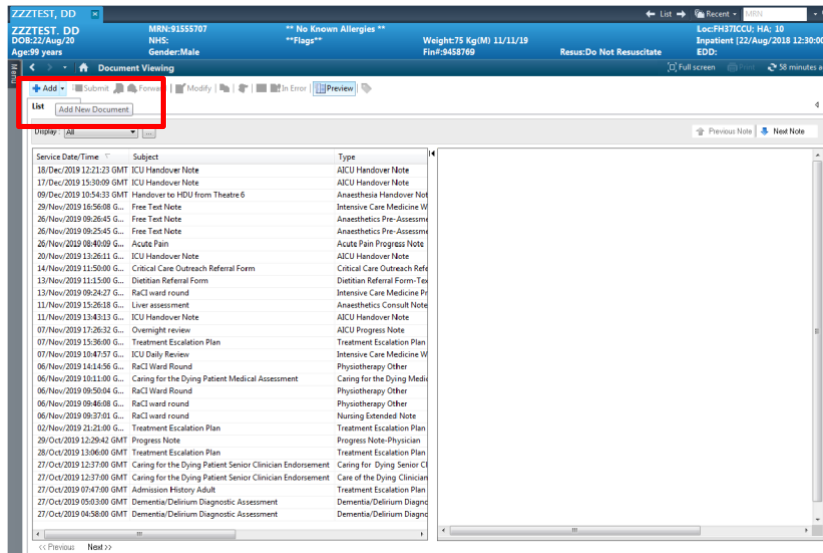 ZZZTEST, DD
List Recent MRN
ZZZTEST, DD MRN:91555707 ** No Known Allergies ** Loc:FH37ICCU; HA; 10
DOB:22/Aug/20 NHS: **Flags** Weight:75 Kg(M) 11/11/19 Inpatient [22/Aug/2018 12:30:00
Age:99 years Gender:Male Fin#:9458769 Resus:Do Not Resuscitate EDD:
Menu
Document Viewing Full screen Print 58 minutes a
Add Submit Forward Modify In Error Preview
List Add New Document
Display: All ... Previous Note Next Note
Service Date/Time Subject Type
18/Dec/2019 12:21:23 GMT ICU Handover Note AICU Handover Note
17/Dec/2019 15:30:09 GMT ICU Handover Note AICU Handover Note
09/Dec/2019 10:54:33 GMT Handover to HDU from Theatre 6 Anaesthesia Handover Not
29/Nov/2019 16:56:08 G... Free Text Note Intensive Care Medicine W
26/Nov/2019 09:26:45 G... Free Text Note Anaesthetics Pre-Assessme
26/Nov/2019 09:25:45 G... Free Text Note Anaesthetics Pre-Assessme
26/Nov/2019 08:40:09 G... Acute Pain Acute Pain Progress Note
20/Nov/2019 13:26:11 G... ICU Handover Note AICU Handover Note
14/Nov/2019 11:50:00 G... Critical Care Outreach Referral Form Critical Care Outreach Refe
13/Nov/2019 11:15:00 G... Dietitian Referral Form Dietitian Referral Form-Tex
13/Nov/2019 09:24:27 G... RaCI ward round Intensive Care Medicine Pr
11/Nov/2019 15:26:18 G... Liver assessment Anaesthetics Consult Note
11/Nov/2019 13:43:13 G... ICU Handover Note AICU Handover Note
07/Nov/2019 17:26:32 G... Overnight review AICU Progress Note
07/Nov/2019 15:36:00 G... Treatment Escalation Plan Treatment Escalation Plan
07/Nov/2019 10:47:57 G... ICU Daily Review Intensive Care Medicine W
06/Nov/2019 14:14:56 G... RaCI Ward Round Physiotherapy Other
06/Nov/2019 10:11:00 G... Caring for the Dying Patient Medical Assessment Caring for the Dying Medi
06/Nov/2019 09:50:04 G... RaCI Ward Round Physiotherapy Other
06/Nov/2019 09:46:08 G... RaCI ward round Physiotherapy Other
06/Nov/2019 09:37:01 G... RaCI ward round Nursing Extended Note
02/Nov/2019 21:21:00 G... Treatment Escalation Plan Treatment Escalation Plan
29/Oct/2019 12:29:42 GMT Progress Note Progress Note-Physician
28/Oct/2019 13:06:00 GMT Treatment Escalation Plan Treatment Escalation Plan
27/Oct/2019 12:37:00 GMT Caring for the Dying Patient Senior Clinician Endorsement Caring for Dying Senior Cl
27/Oct/2019 12:37:00 GMT Caring for the Dying Patient Senior Clinician Endorsement Care of the Dying Clinician
27/Oct/2019 07:47:00 GMT Admission History Adult Treatment Escalation Plan
27/Oct/2019 05:03:00 GMT Dementia/Delirium Diagnostic Assessment Dementia/Delirium Diagno
27/Oct/2019 04:58:00 GMT Dementia/Delirium Diagnostic Assessment Dementia/Delirium Diagno
<< Previous Next >>